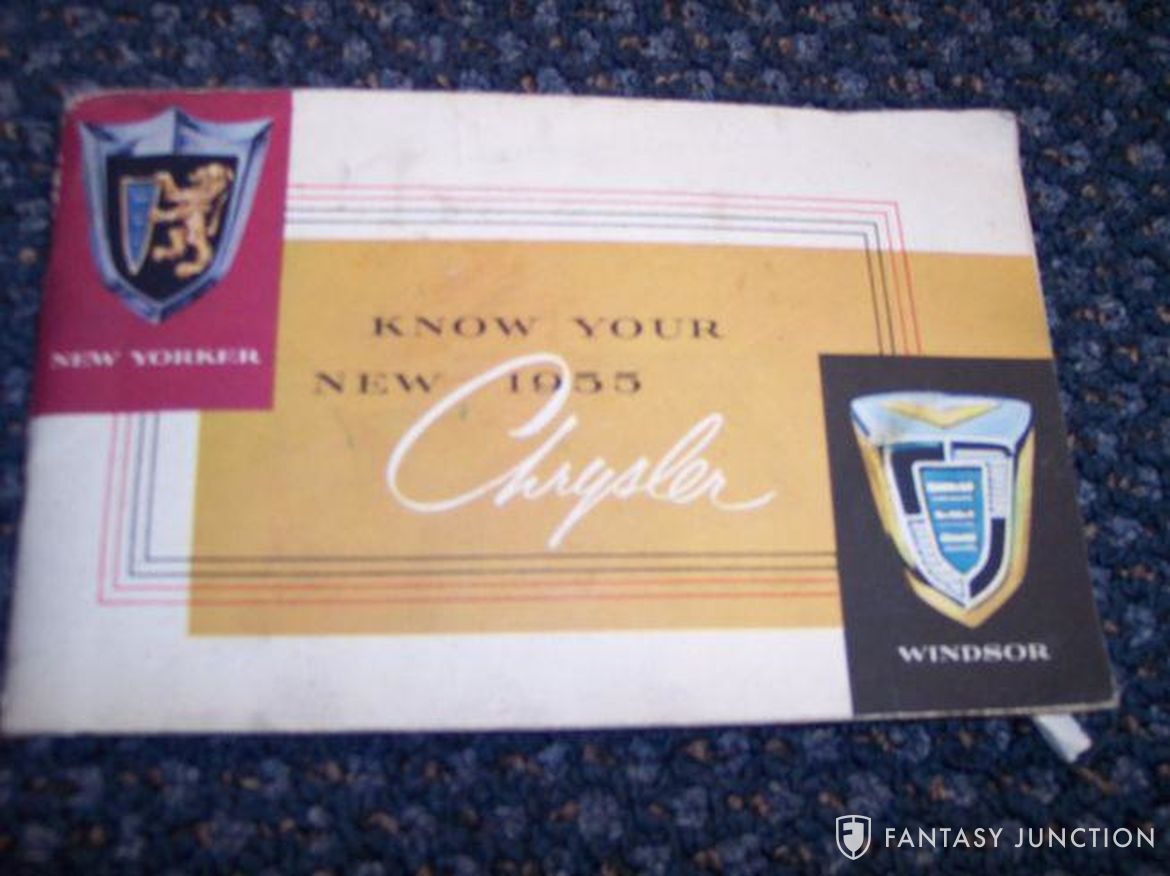 NEW YORKER
KNOW YOUR
NEW 1955
Chrysler
WINDSOR
FANTASY JUNCTION